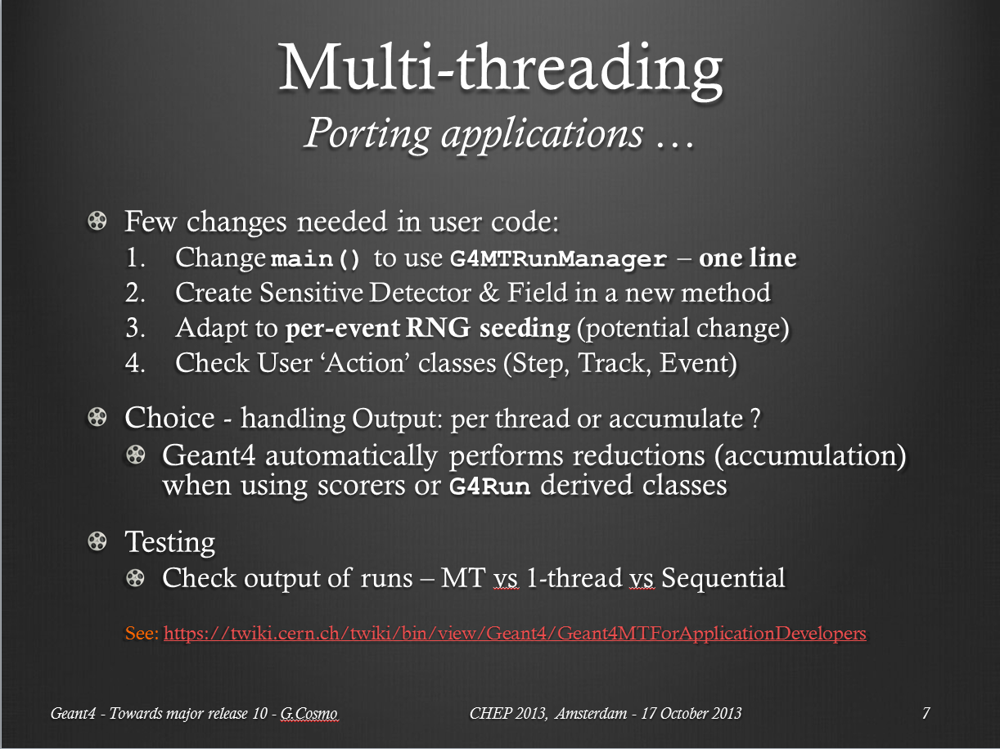 Multi-threading
Porting applications …
Few changes needed in user code:
1. Change main() to use G4MTRunManager – one line
2. Create Sensitive Detector & Field in a new method
3. Adapt to per-event RNG seeding (potential change)
4. Check User ‘Action’ classes (Step, Track, Event)
Choice - handling Output: per thread or accumulate ?
Geant4 automatically performs reductions (accumulation)
when using scorers or G4Run derived classes
Testing
Check output of runs – MT vs 1-thread vs Sequential
See: https://twiki.cern.ch/twiki/bin/view/Geant4/Geant4MTForApplicationDevelopers
Geant4 - Towards major release 10 - G.Cosmo CHEP 2013, Amsterdam - 17 October 2013 7